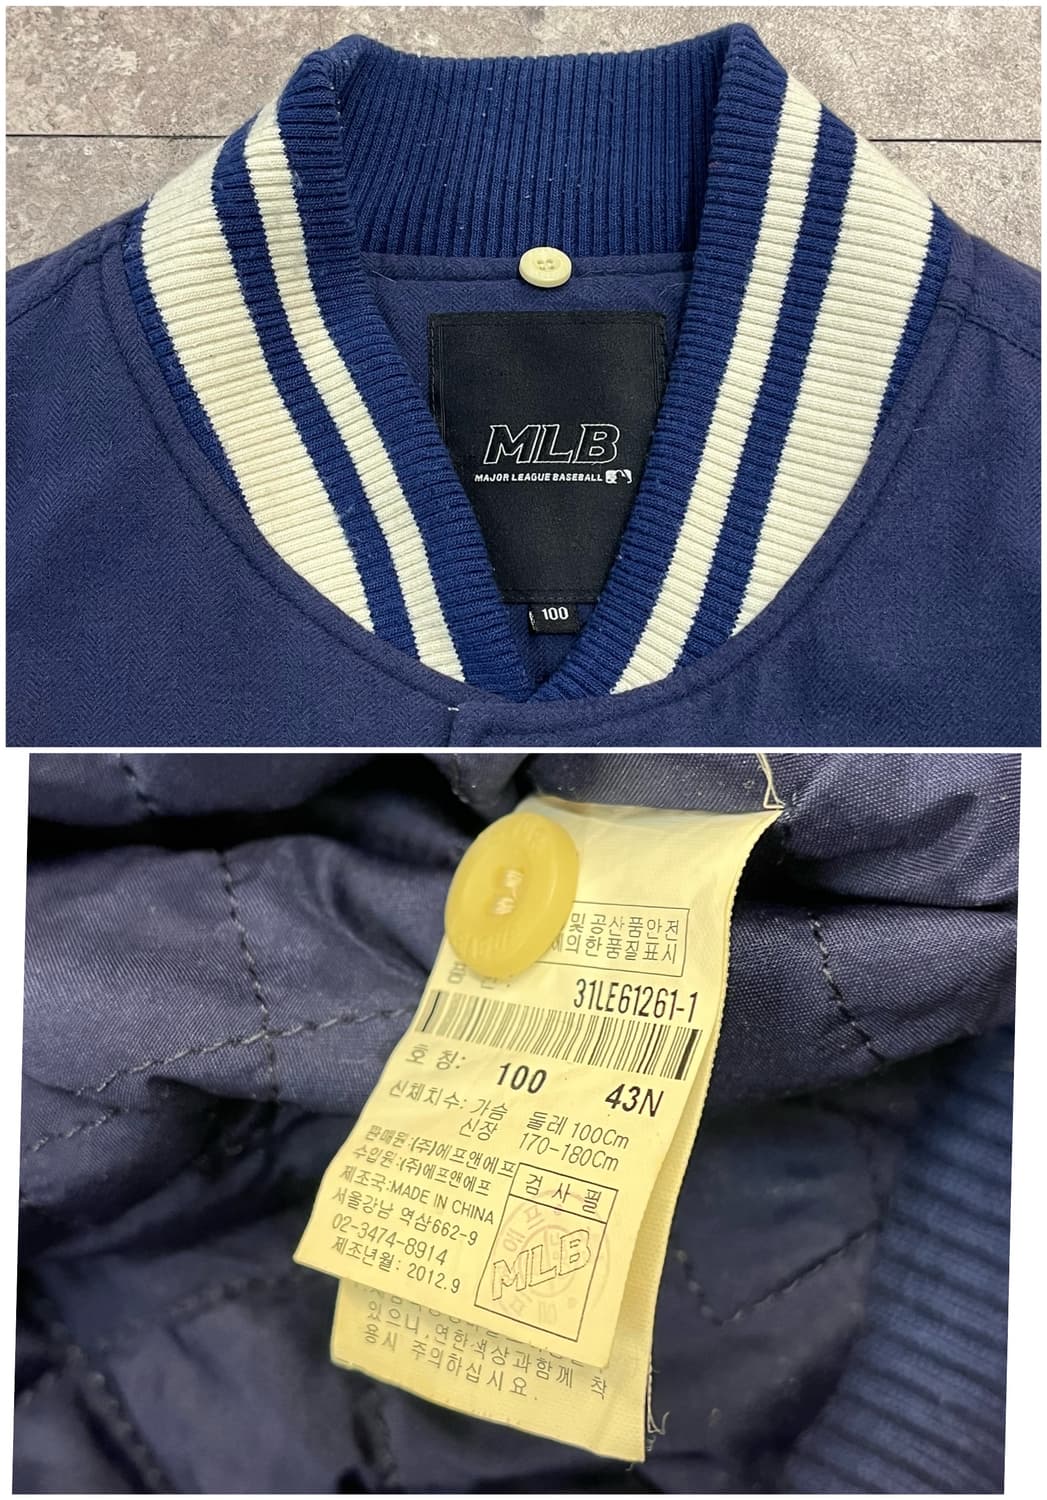 MLB
MAJOR LEAGUE BASEBALL
100
및 공산품안전
의한품질표시
31LE61261-1
호 칭: 100 43N
신체치수: 가슴 둘레 100Cm
신장 170-180Cm
판매원:(주)에프앤에프
수입원:(주)에프앤에프
제조국:MADE IN CHINA
서울강남 역삼662-9
02-3474-8914
제조년월: 2012.9
검 사 필
MLB
있으니,연한색상과함께 착
용시 주의하십시요.